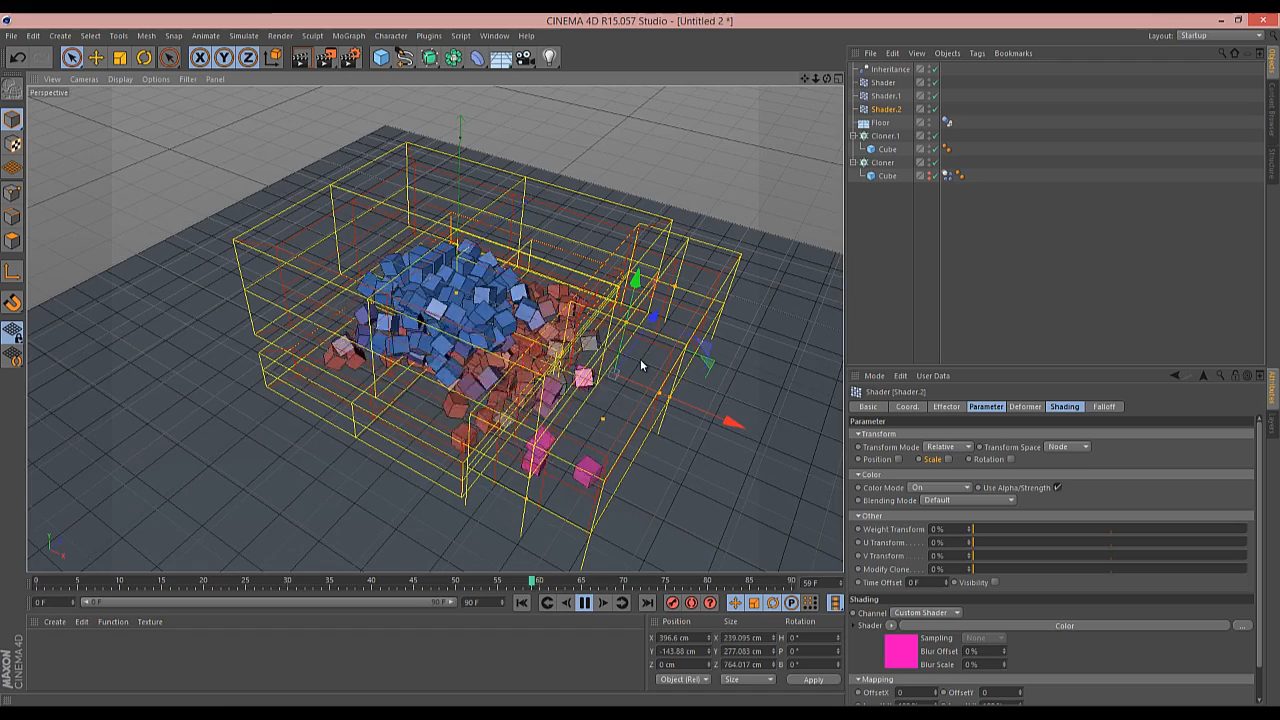 CINEMA 4D R15.057 Studio - [Untitled 2 *]
File Edit Create Select Tools Mesh Snap Animate Simulate Render Sculpt MoGraph Character Plugins Script Window Help
Layout: Startup
View Cameras Display Options Filter Panel
Perspective
File Edit View Objects Tags Bookmarks
Inheritance
Shader
Shader.1
Shader.2
Floor
Cloner.1
Cube
Cloner
Cube
Objects
Content Browser
Structure
Mode Edit User Data
Shader [Shader.2]
Basic Coord. Effector Parameter Deformer Shading Falloff
Parameter
Transform
Transform Mode Relative Transform Space Node
Position Scale Rotation
Color
Color Mode On Use Alpha/Strength
Blending Mode Default
Other
Weight Transform 0 %
U Transform 0 %
V Transform 0 %
Modify Clone 0 %
Time Offset 0 F Visibility
Shading
Channel Custom Shader
Shader Color ...
Sampling None
Blur Offset 0 %
Blur Scale 0 %
Mapping
OffsetX 0 OffsetY 0
Attributes
Layers
X
Y
Z
Y
X
0 5 10 15 20 25 30 35 40 45 50 55 60 65 70 75 80 85 90 59 F
0 F 0 F 90 F 90 F
Create Edit Function Texture
Position Size Rotation
X 396.6 cm X 239.095 cm H 0 °
Y -143.88 cm Y 277.083 cm P 0 °
Z 0 cm Z 764.017 cm B 0 °
Object (Rel) Size Apply
MAXON
CINEMA 4D